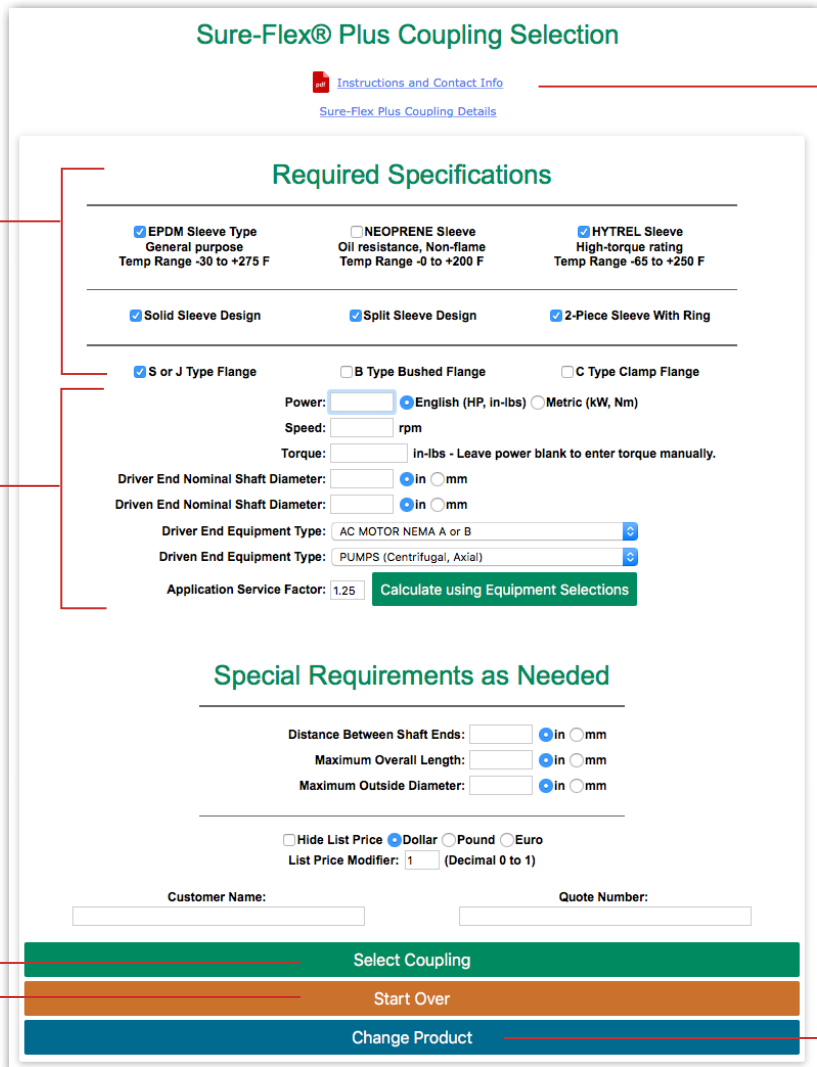 Sure-Flex® Plus Coupling Selection
pdf Instructions and Contact Info
Sure-Flex Plus Coupling Details
Required Specifications
EPDM Sleeve Type NEOPRENE Sleeve HYTREL Sleeve
General purpose Oil resistance, Non-flame High-torque rating
Temp Range -30 to +275 F Temp Range -0 to +200 F Temp Range -65 to +250 F
Solid Sleeve Design Split Sleeve Design 2-Piece Sleeve With Ring
S or J Type Flange B Type Bushed Flange C Type Clamp Flange
Power: English (HP, in-lbs) Metric (kW, Nm)
Speed: rpm
Torque: in-lbs - Leave power blank to enter torque manually.
Driver End Nominal Shaft Diameter: in mm
Driven End Nominal Shaft Diameter: in mm
Driver End Equipment Type: AC MOTOR NEMA A or B
Driven End Equipment Type: PUMPS (Centrifugal, Axial)
Application Service Factor: 1.25 Calculate using Equipment Selections
Special Requirements as Needed
Distance Between Shaft Ends: in mm
Maximum Overall Length: in mm
Maximum Outside Diameter: in mm
Hide List Price Dollar Pound Euro
List Price Modifier: 1 (Decimal 0 to 1)
Customer Name: Quote Number:
Select Coupling
Start Over
Change Product